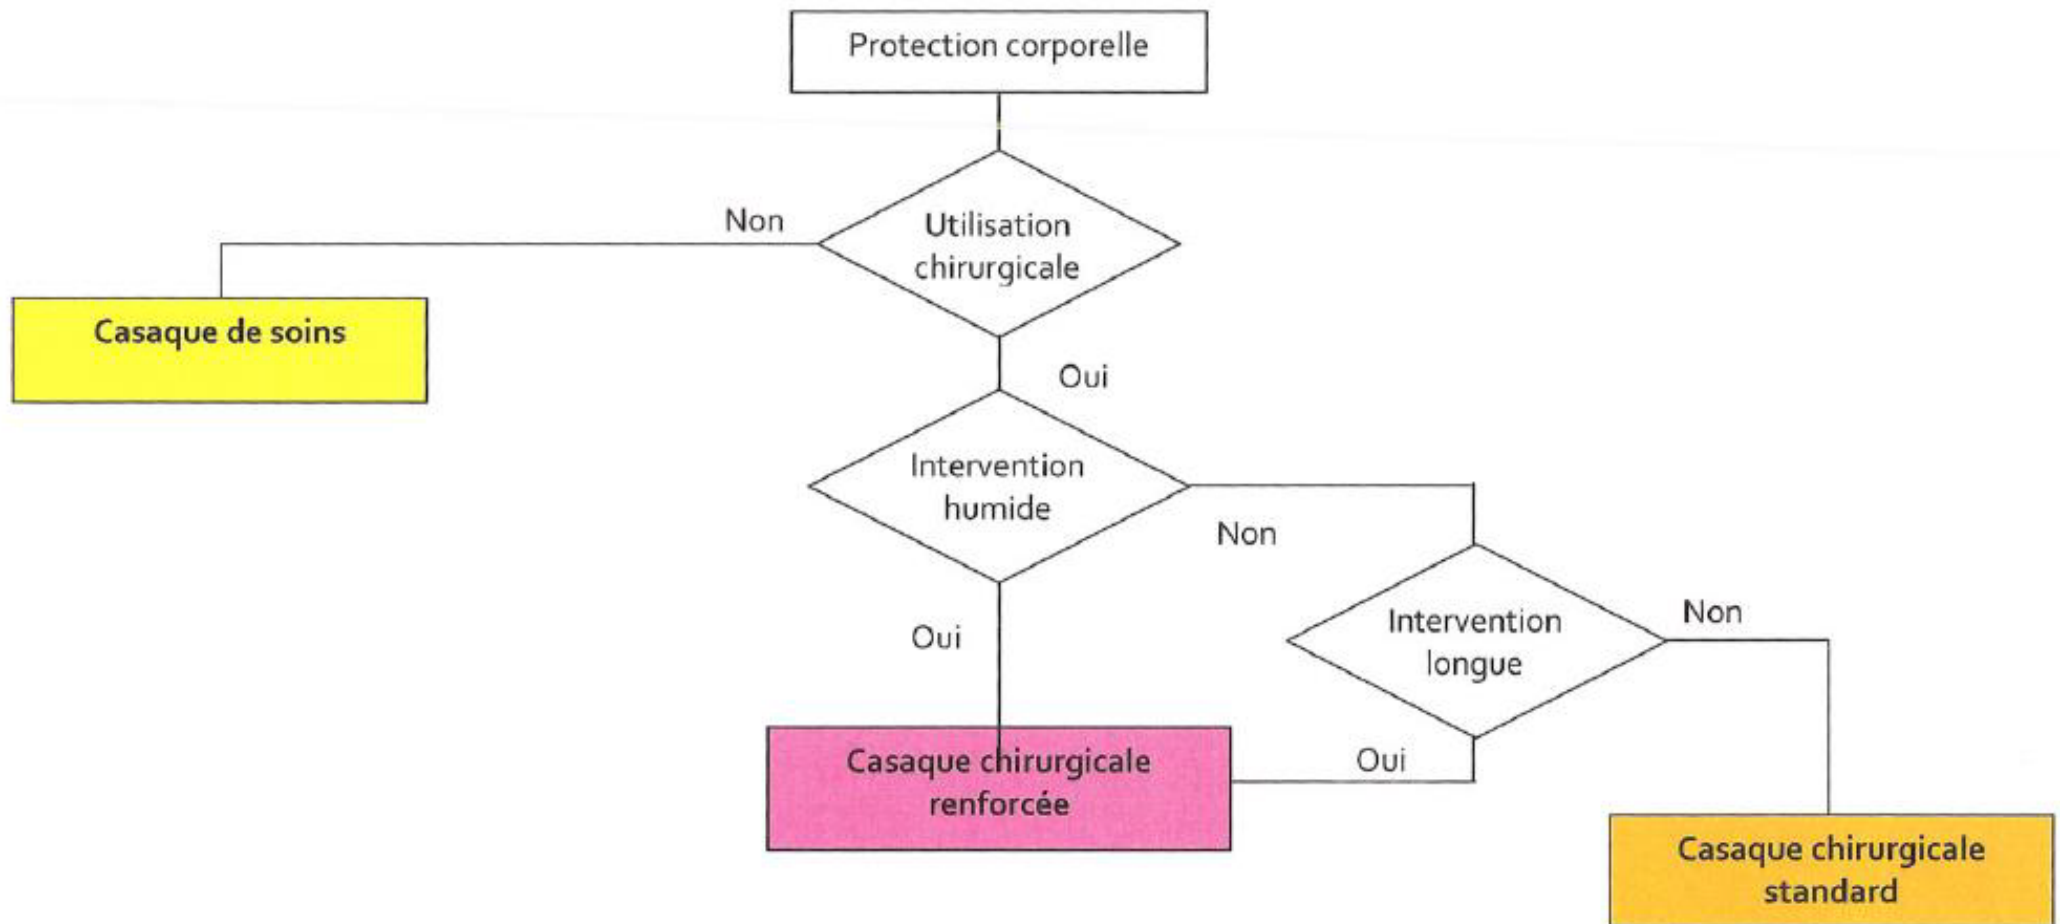 Protection corporelle
Non
Utilisation
chirurgicale
Casaque de soins
Oui
Intervention
humide
Non
Oui
Intervention
longue
Non
Casaque chirurgicale
renforcée
Oui
Casaque chirurgicale
standard